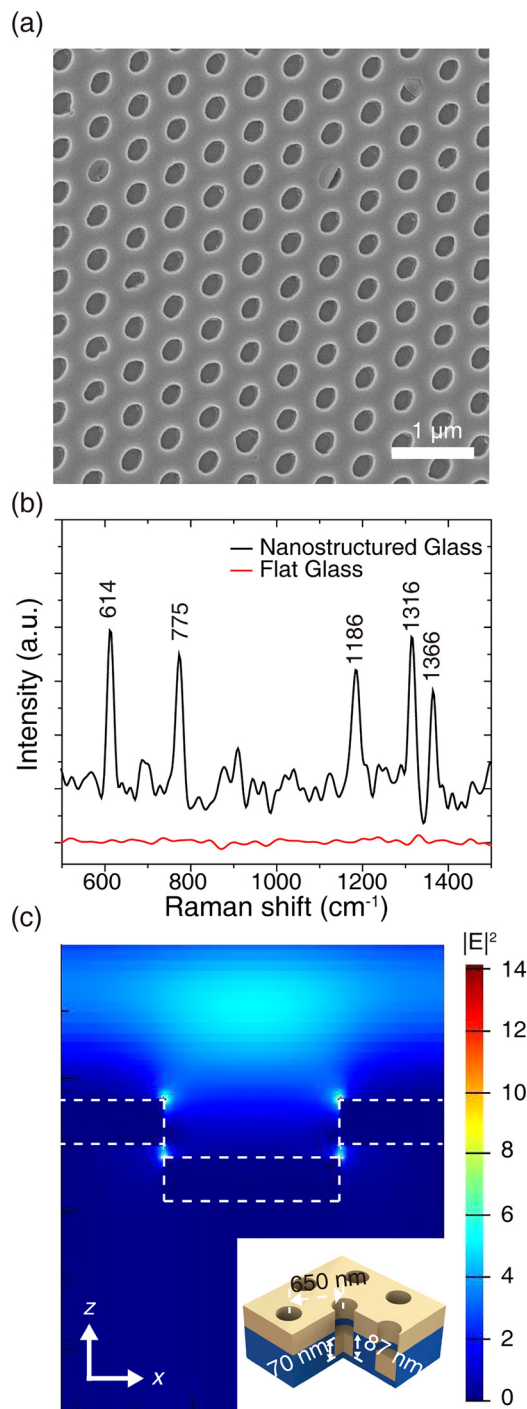 (a)
1 μm
(b)
Nanostructured Glass
Flat Glass
614
775
1186
1316
1366
Intensity (a.u.)
600 800 1000 1200 1400
Raman shift (cm⁻¹)
(c)
|E|²
14
12
10
8
6
4
2
0
z
x
650 nm
70 nm
87 nm